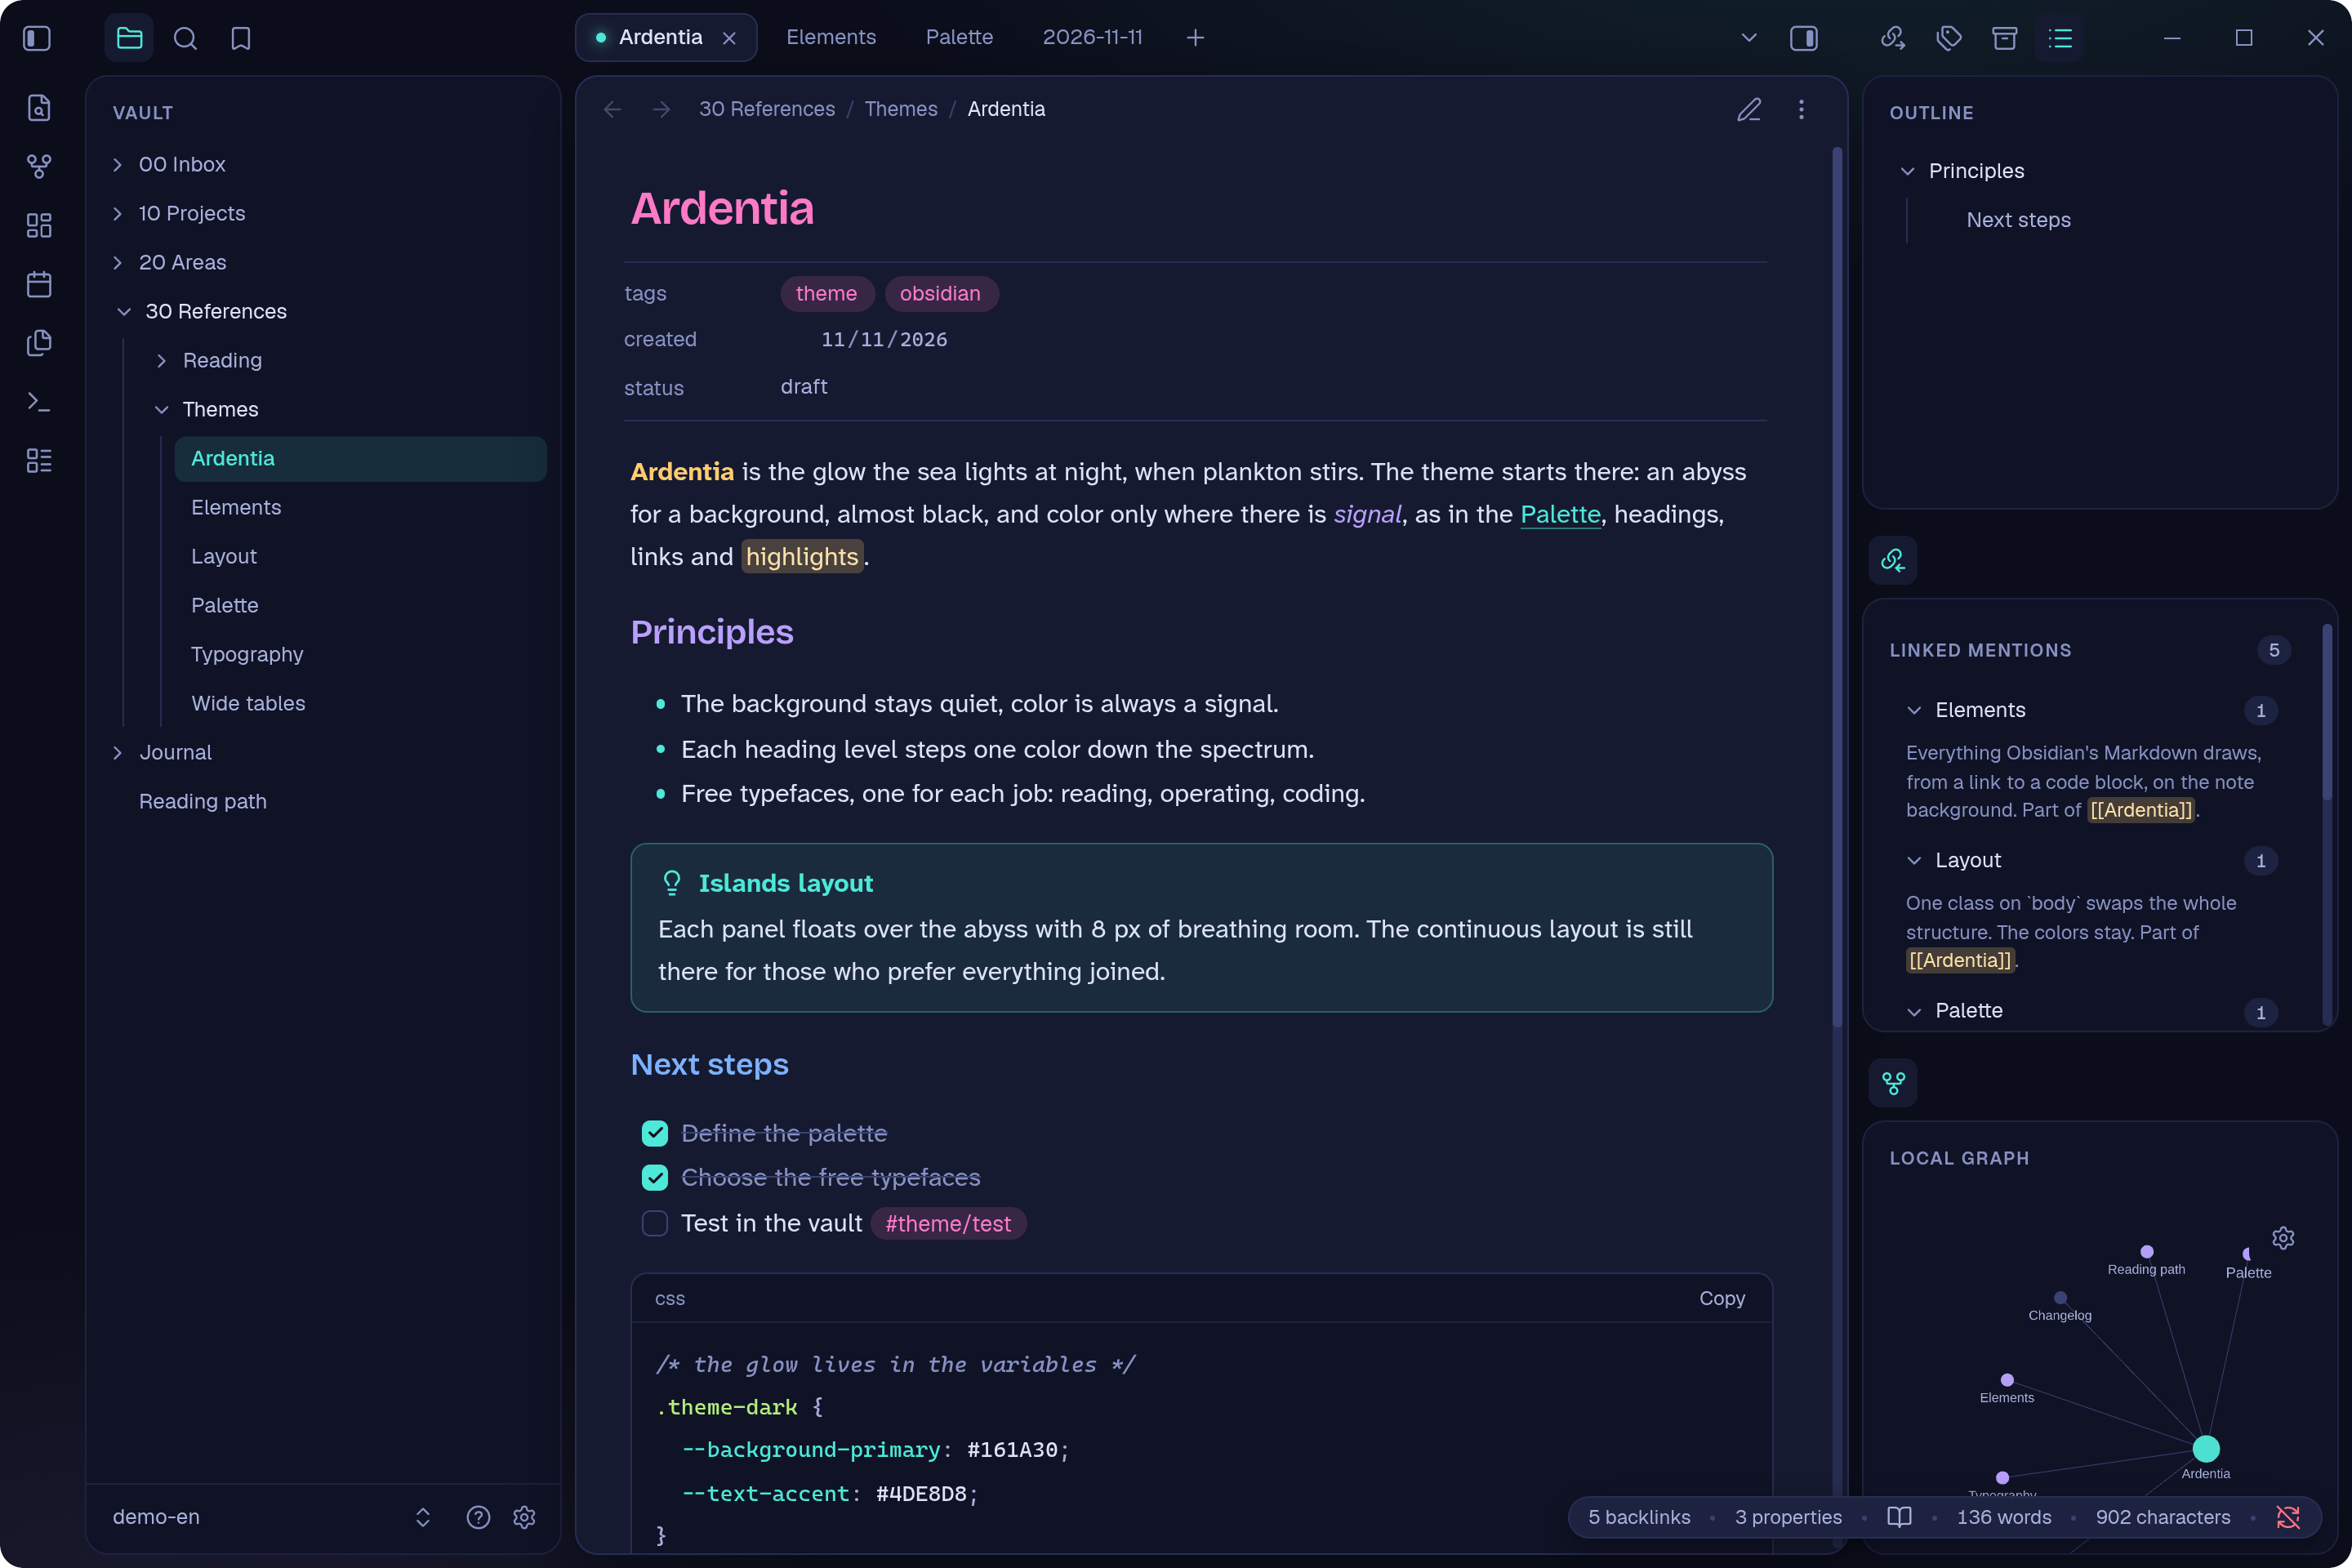 Ardentia
Elements
Palette
2026-11-11
VAULT
00 Inbox
10 Projects
20 Areas
30 References
Reading
Themes
Ardentia
Elements
Layout
Palette
Typography
Wide tables
Journal
Reading path
demo-en
30 References / Themes / Ardentia
Ardentia
tags theme obsidian
created 11/11/2026
status draft
Ardentia is the glow the sea lights at night, when plankton stirs. The theme starts there: an abyss
for a background, almost black, and color only where there is signal, as in the Palette, headings,
links and highlights.
Principles
The background stays quiet, color is always a signal.
Each heading level steps one color down the spectrum.
Free typefaces, one for each job: reading, operating, coding.
Islands layout
Each panel floats over the abyss with 8 px of breathing room. The continuous layout is still
there for those who prefer everything joined.
Next steps
Define the palette
Choose the free typefaces
Test in the vault #theme/test
css Copy
/* the glow lives in the variables */
.theme-dark {
--background-primary: #161A30;
--text-accent: #4DE8D8;
}
OUTLINE
Principles
Next steps
LINKED MENTIONS 5
Elements 1
Everything Obsidian's Markdown draws,
from a link to a code block, on the note
background. Part of [[Ardentia]].
Layout 1
One class on `body` swaps the whole
structure. The colors stay. Part of
[[Ardentia]].
Palette 1
LOCAL GRAPH
Reading path
Palette
Changelog
Elements
Ardentia
Typography
5 backlinks • 3 properties • 136 words • 902 characters